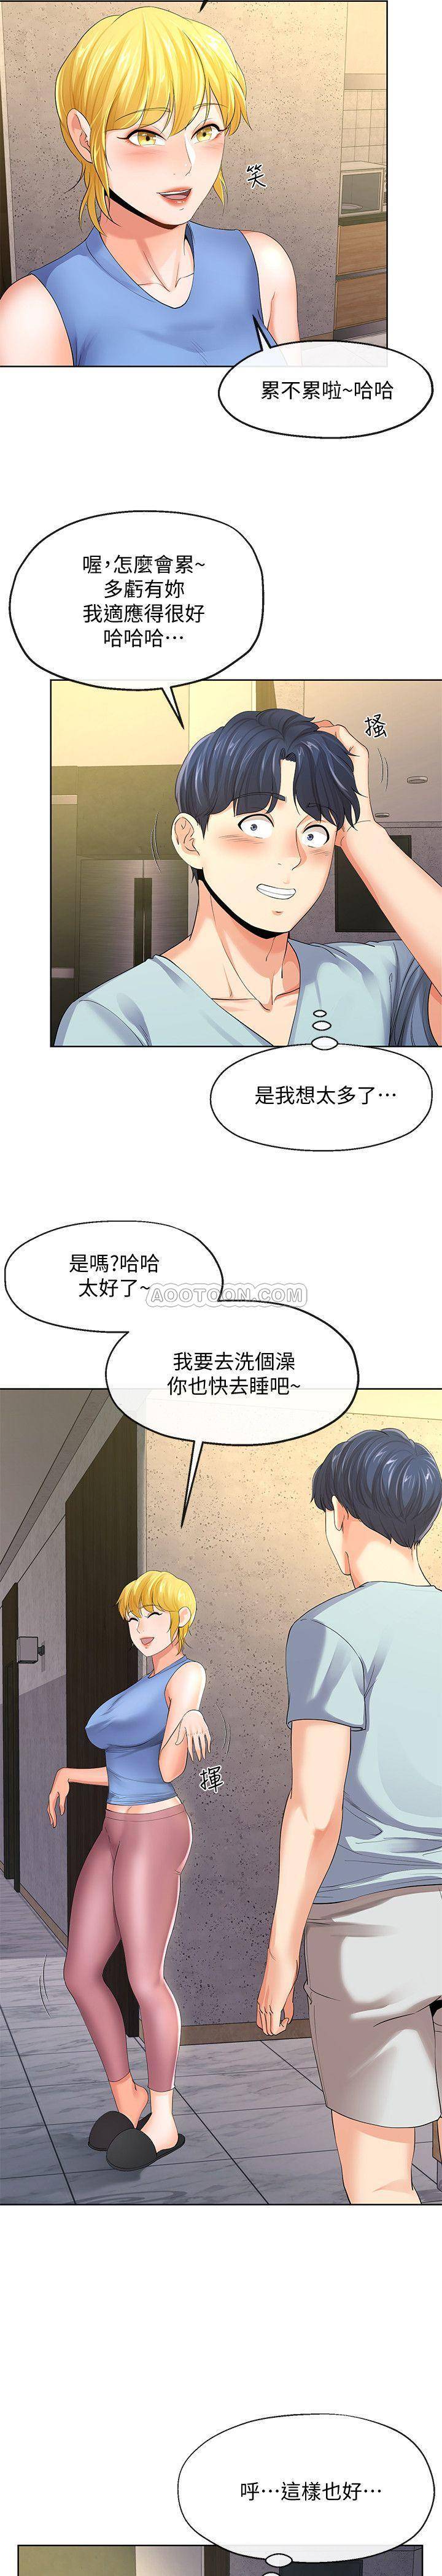 笑
累不累啦~哈哈
喔,怎麼會累~
多虧有妳
我適應得很好
哈哈哈…
搔
是我想太多了…
是嗎?哈哈
太好了~
AOOTOON.COM
我要去洗個澡
你也快去睡吧~
揮
呼…這樣也好…